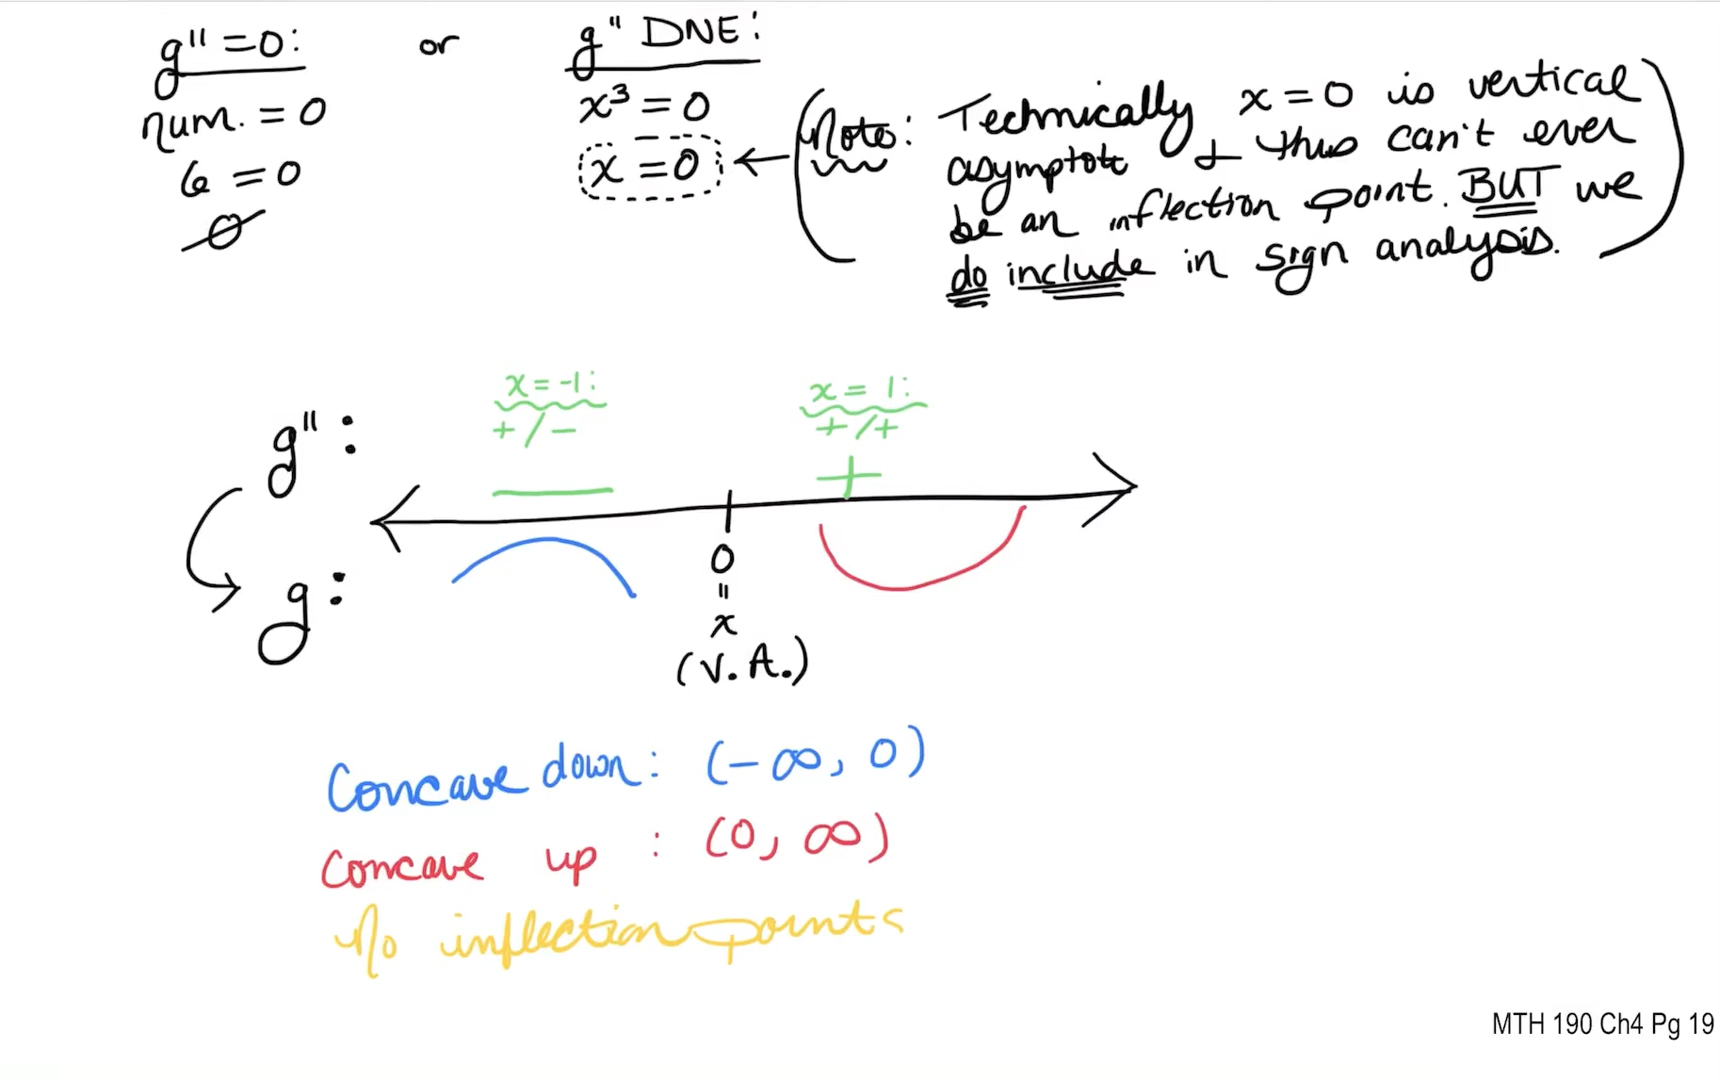 g'' = 0: or g'' DNE:
num. = 0 x³ = 0
6 = 0 x = 0
∅
(Note: Technically x = 0 is vertical
asymptote & thus can't ever
be an inflection point. BUT we
do include in sign analysis.)
x = -1: x = 1:
+/− +/+
g'': − +
0
=
x
g:
(V.A.)
Concave down: (-∞, 0)
Concave up : (0, ∞)
No inflection points
MTH 190 Ch4 Pg 19